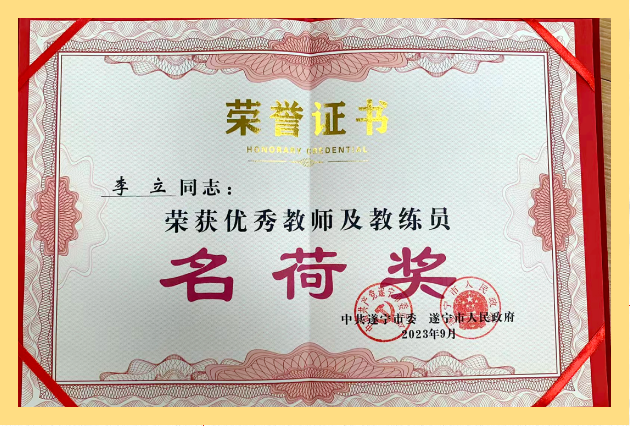 荣誉证书
HONORARY CREDENTIAL
李立同志：
荣获优秀教师及教练员
名荷奖
中共遂宁市委 遂宁市人民政府
2023年9月